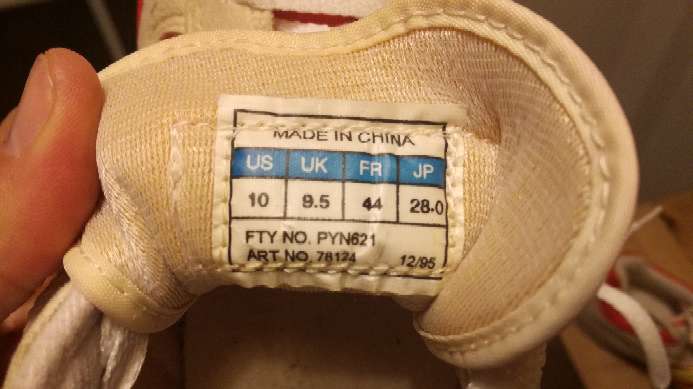 MADE IN CHINA
US UK FR JP
10 9.5 44 28.0
FTY NO. PYN621
ART NO. 78174 12/95